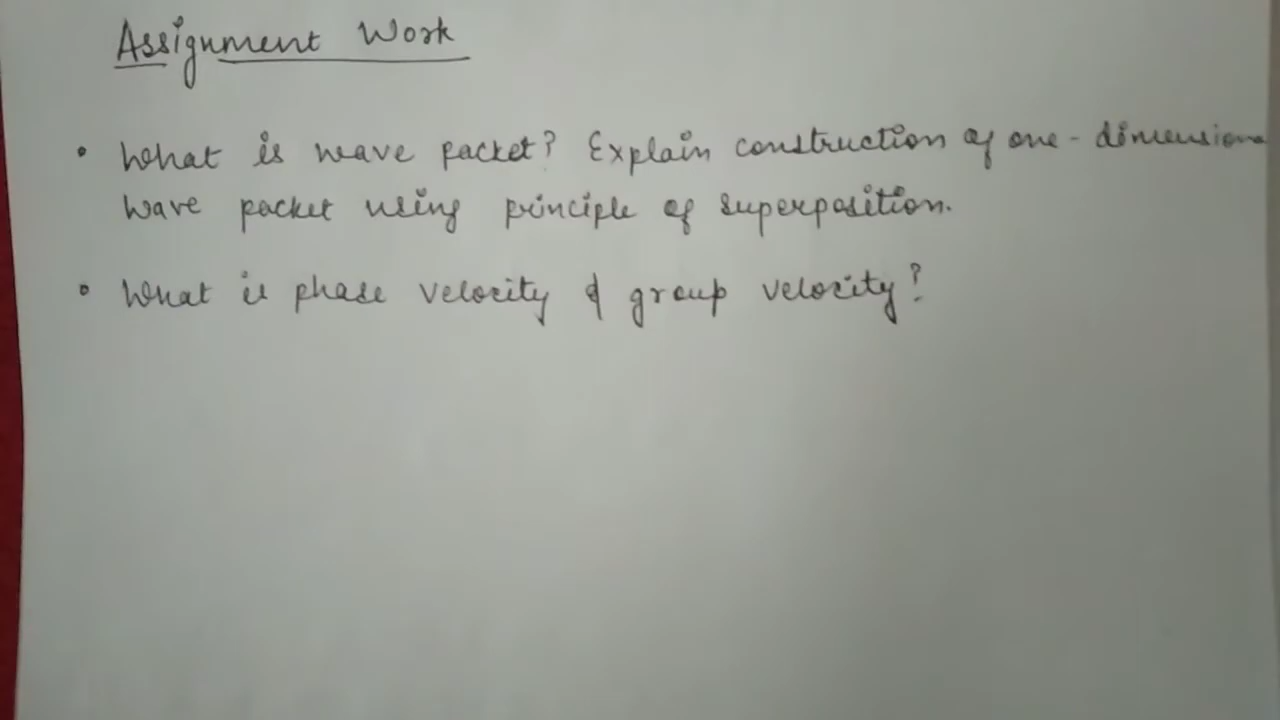 Assignment Work
• What is wave packet? Explain construction of one-dimensiona
wave packet using principle of superposition.
• What is phase velocity & group velocity?